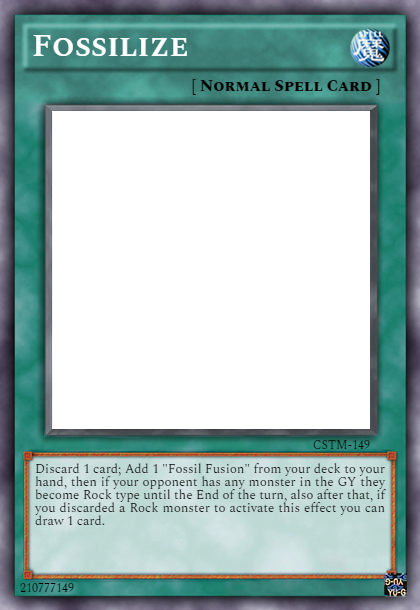 Fossilize
[ Normal Spell Card ]
CSTM-149
Discard 1 card; Add 1 "Fossil Fusion" from your deck to your
hand, then if your opponent has any monster in the GY they
become Rock type until the End of the turn, also after that, if
you discarded a Rock monster to activate this effect you can
draw 1 card.
210777149